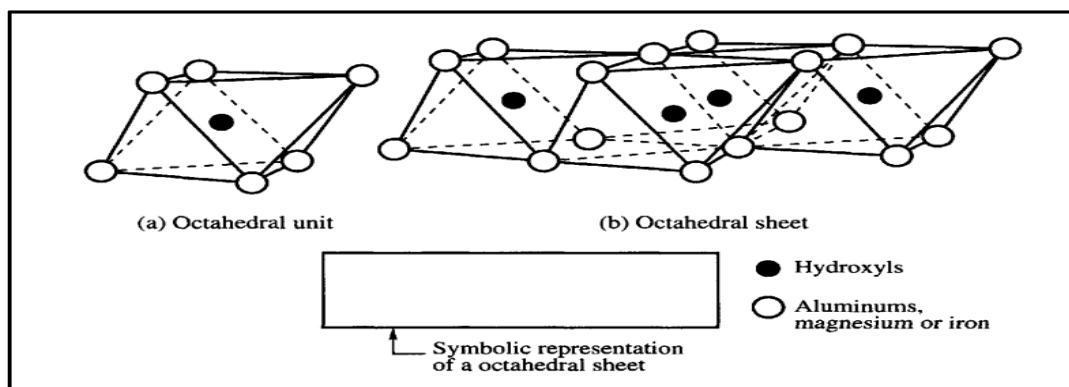 (a) Octahedral unit
(b) Octahedral sheet
Hydroxyls
Aluminums,
magnesium or iron
Symbolic representation
of a octahedral sheet